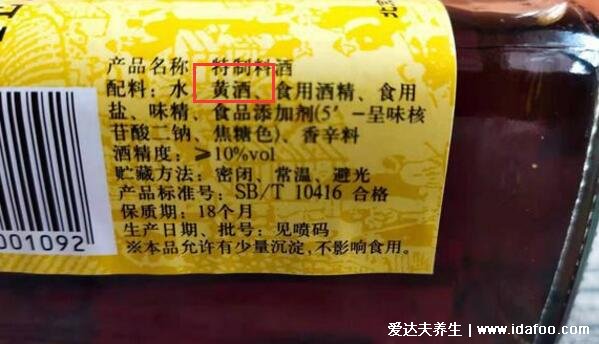 北京
产品名称:特制料酒
配料:水、黄酒、食用酒精、食用
盐、味精、食品添加剂(5′-呈味核
苷酸二钠、焦糖色)、香辛料
酒精度:≥10%vol
贮藏方法:密闭、常温、避光
产品标准号:SB/T 10416 合格
保质期:18个月
生产日期、批号:见喷码
※本品允许有少量沉淀,不影响食用。
001092
爱达夫养生 | www.idafoo.com